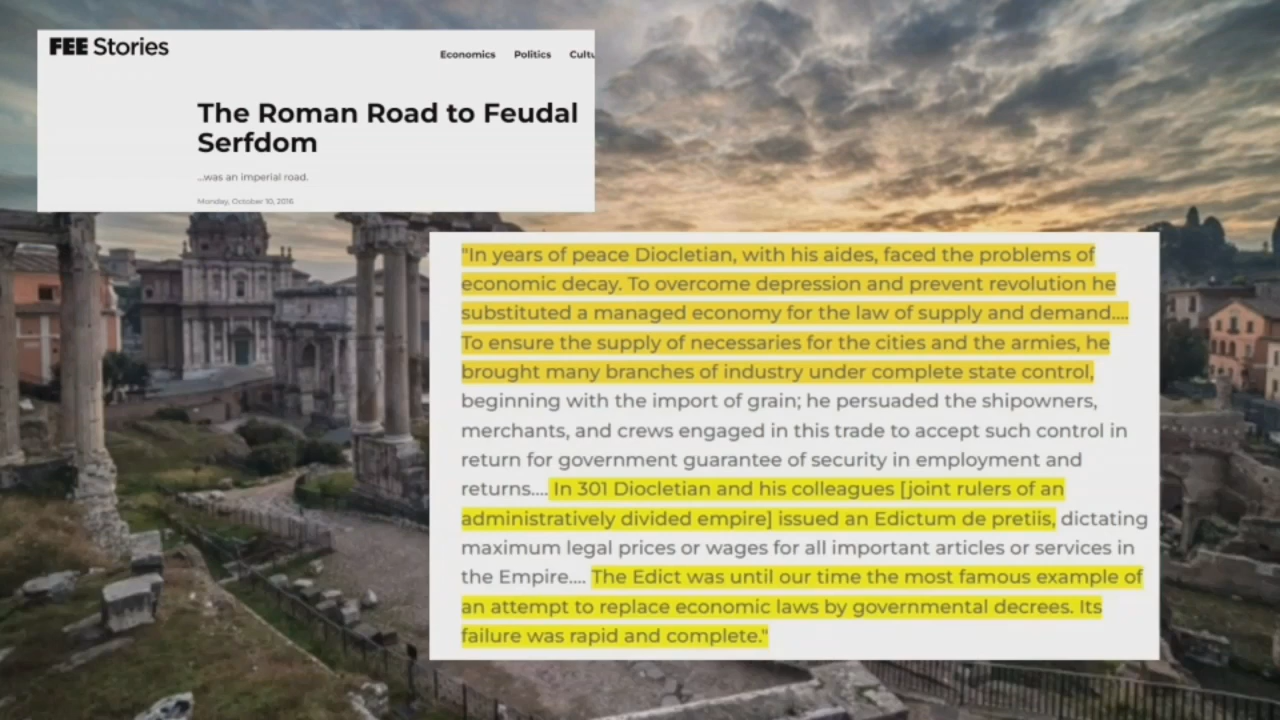 FEE Stories
Economics Politics Cultu
The Roman Road to Feudal
Serfdom
...was an imperial road.
Monday, October 10, 2016
"In years of peace Diocletian, with his aides, faced the problems of
economic decay. To overcome depression and prevent revolution he
substituted a managed economy for the law of supply and demand....
To ensure the supply of necessaries for the cities and the armies, he
brought many branches of industry under complete state control,
beginning with the import of grain; he persuaded the shipowners,
merchants, and crews engaged in this trade to accept such control in
return for government guarantee of security in employment and
returns.... In 301 Diocletian and his colleagues [joint rulers of an
administratively divided empire] issued an Edictum de pretiis, dictating
maximum legal prices or wages for all important articles or services in
the Empire.... The Edict was until our time the most famous example of
an attempt to replace economic laws by governmental decrees. Its
failure was rapid and complete."